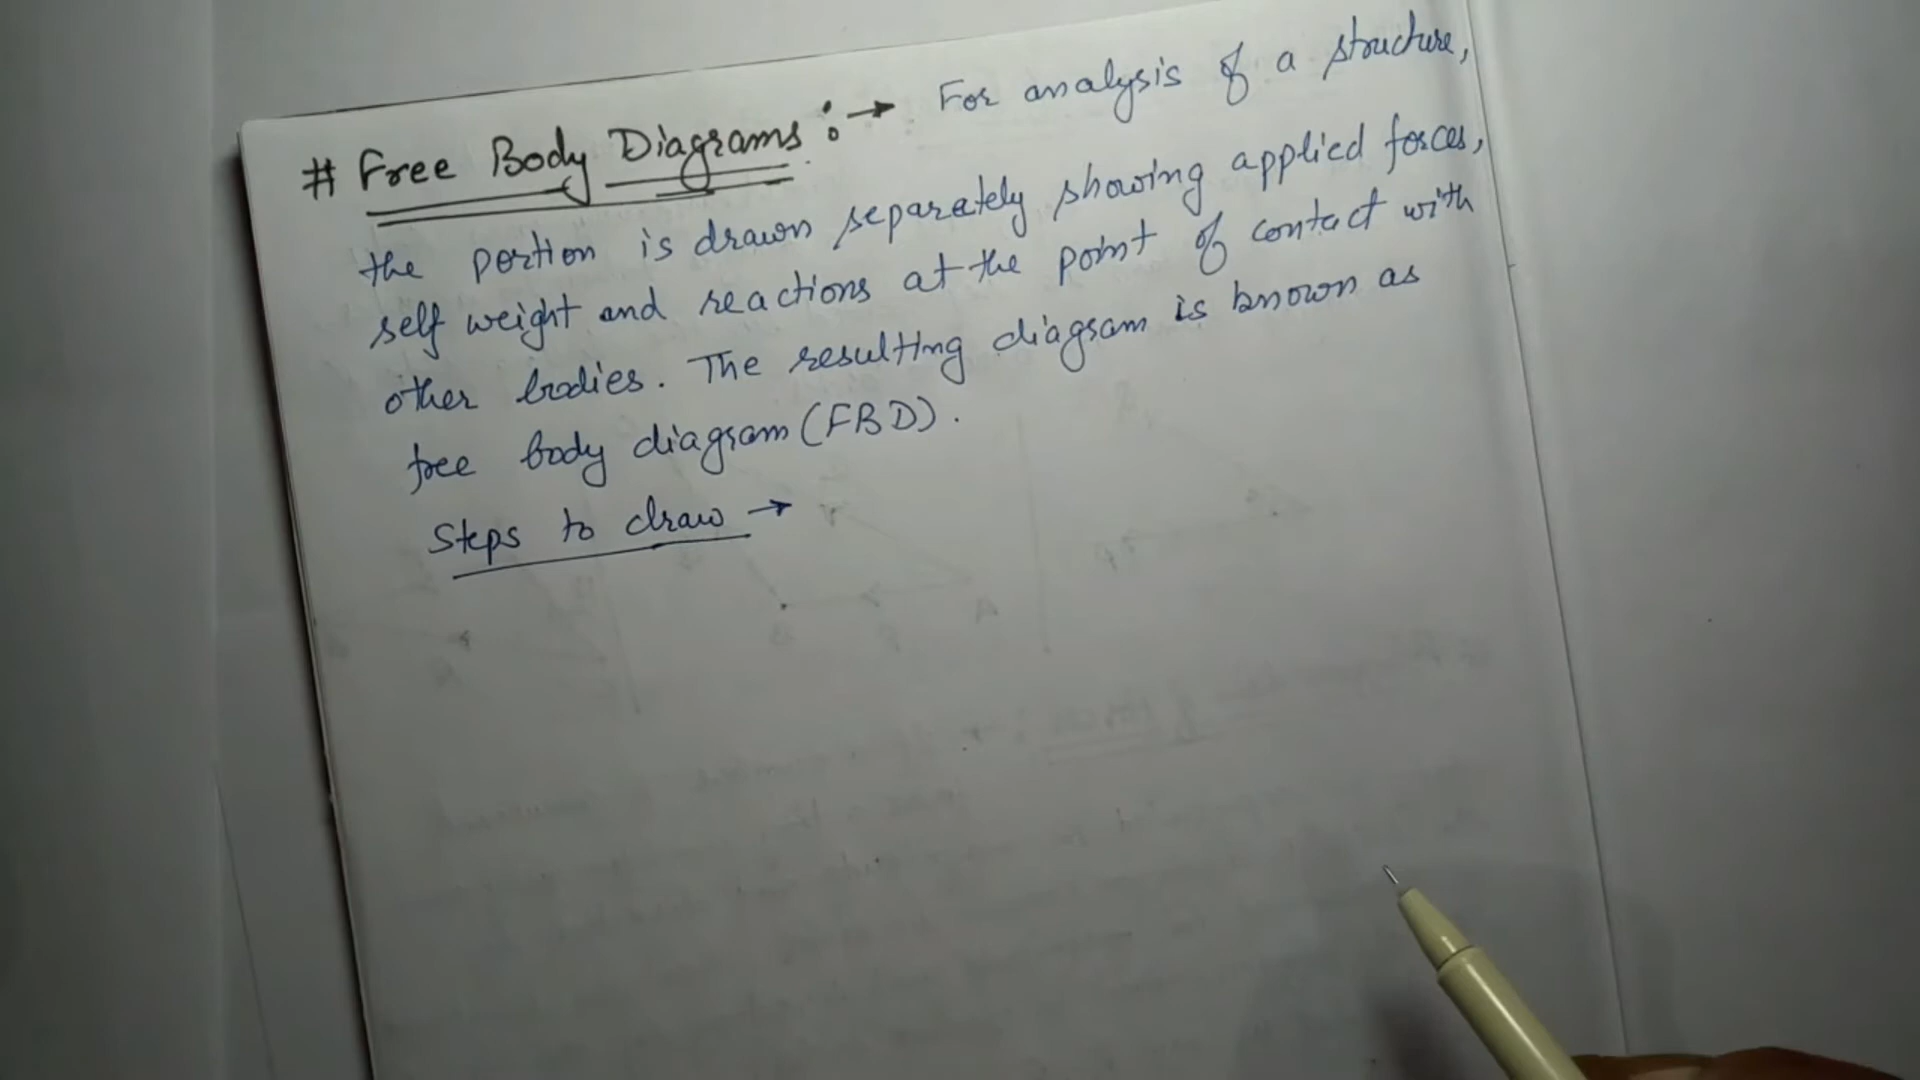 # Free Body Diagrams :→ For analysis of a structure,
the portion is drawn separately showing applied forces,
self weight and reactions at the point of contact with
other bodies. The resulting diagram is known as
free body diagram (FBD).
Steps to draw →